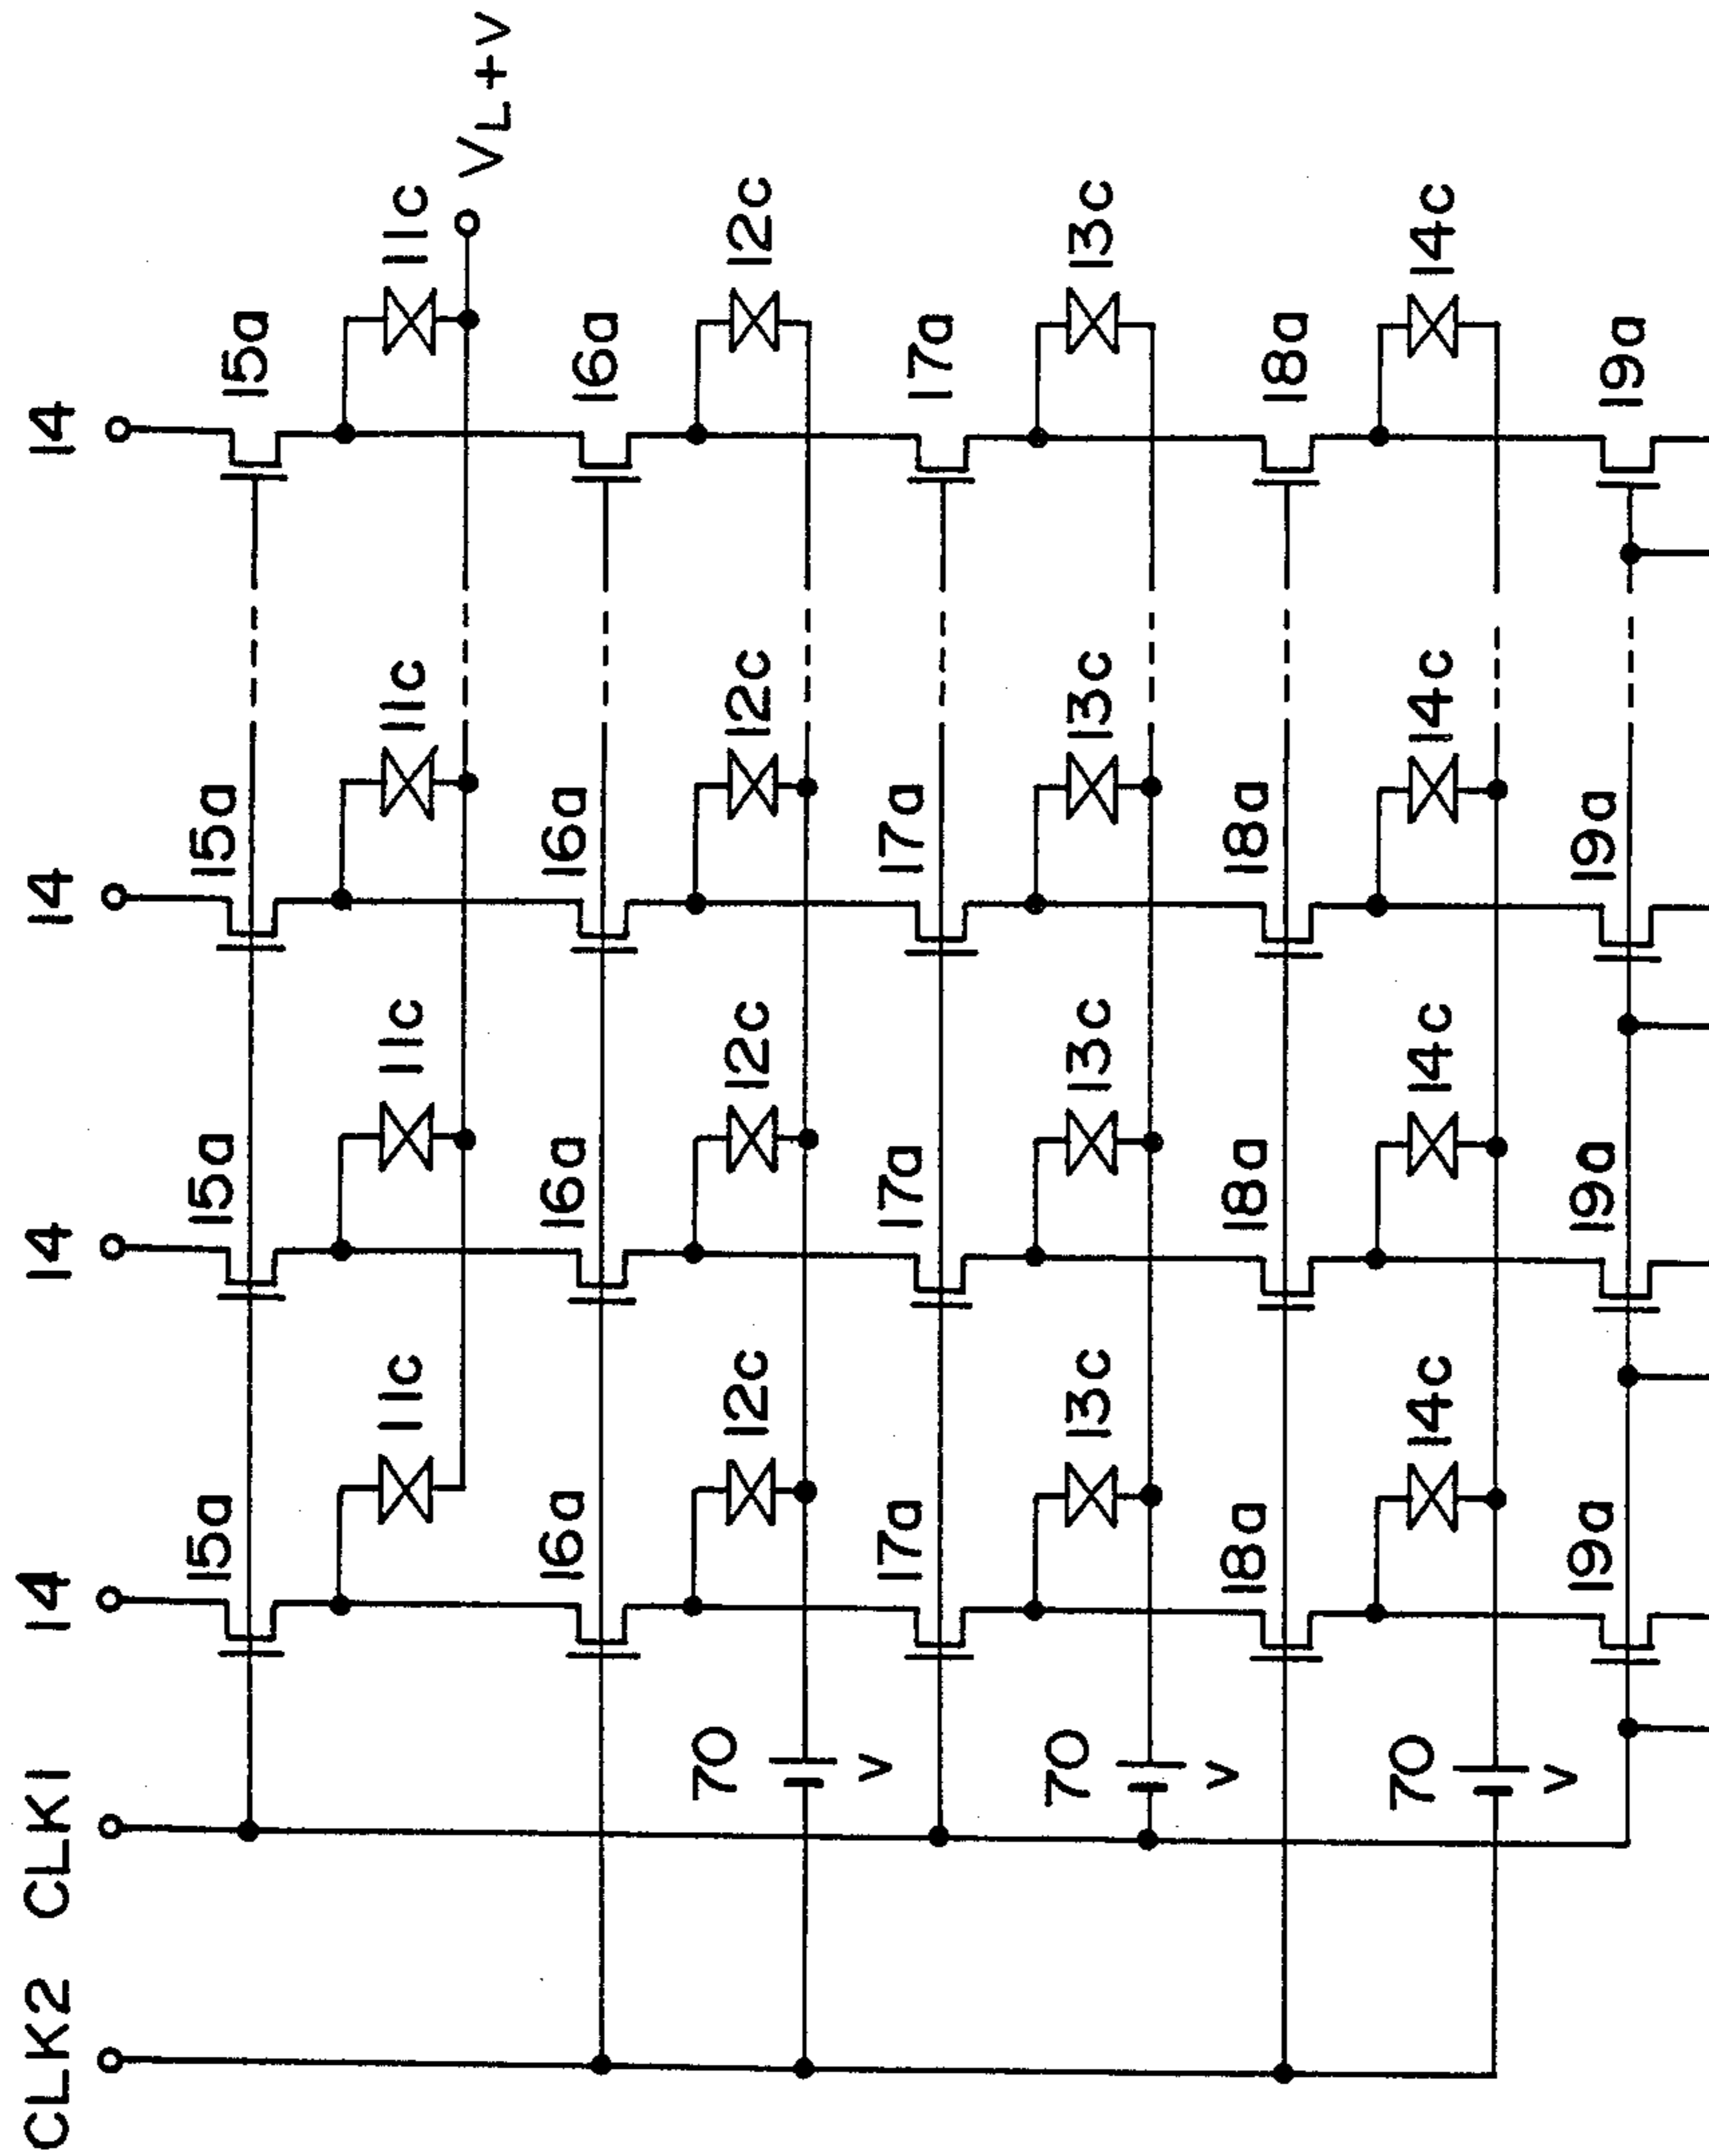 CLK2 CLK1 14 14 14 14
15a 15a 15a 15a
11c 11c 11c 11c
VL+V
16a 16a 16a 16a
70 12c 12c 12c 12c
V
17a 17a 17a 17a
70 13c 13c 13c 13c
V
18a 18a 18a 18a
70 14c 14c 14c 14c
V
19a 19a 19a 19a